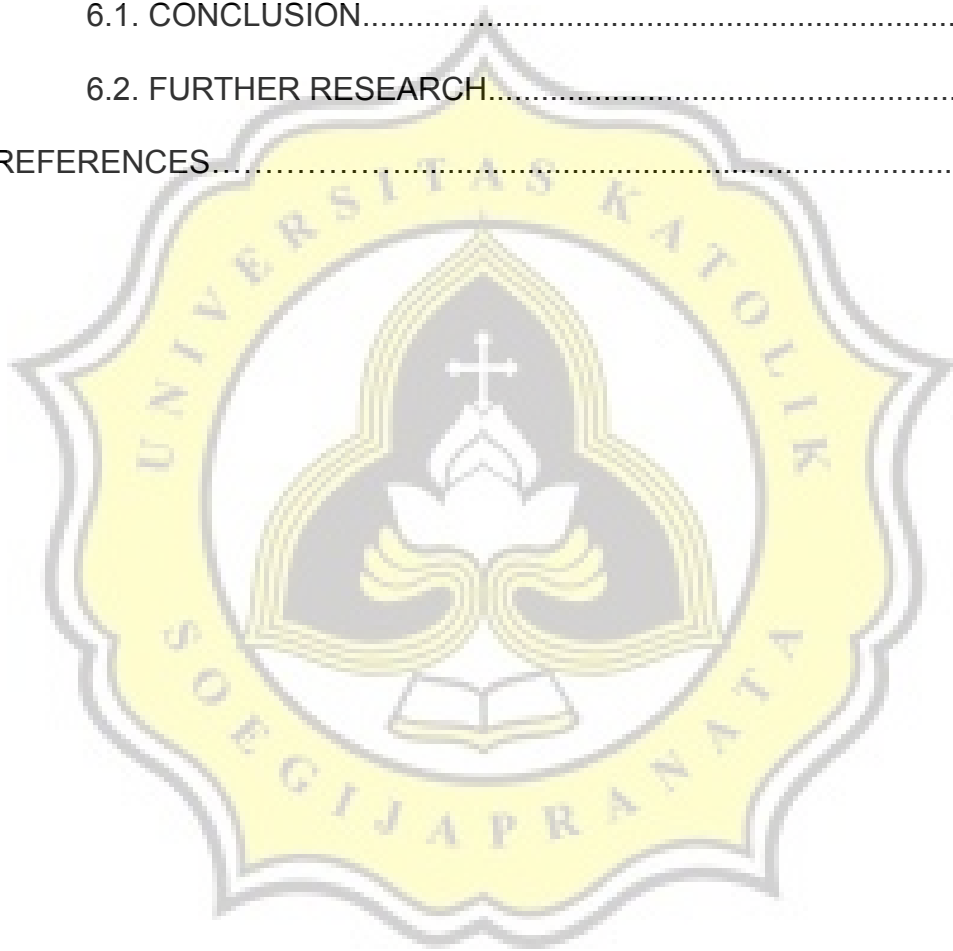 6.1. CONCLUSION.......................................................................
6.2. FURTHER RESEARCH.......................................................
REFERENCES.......................................................................................
UNIVERSITAS KATOLIK
SOEGIJAPRANATA